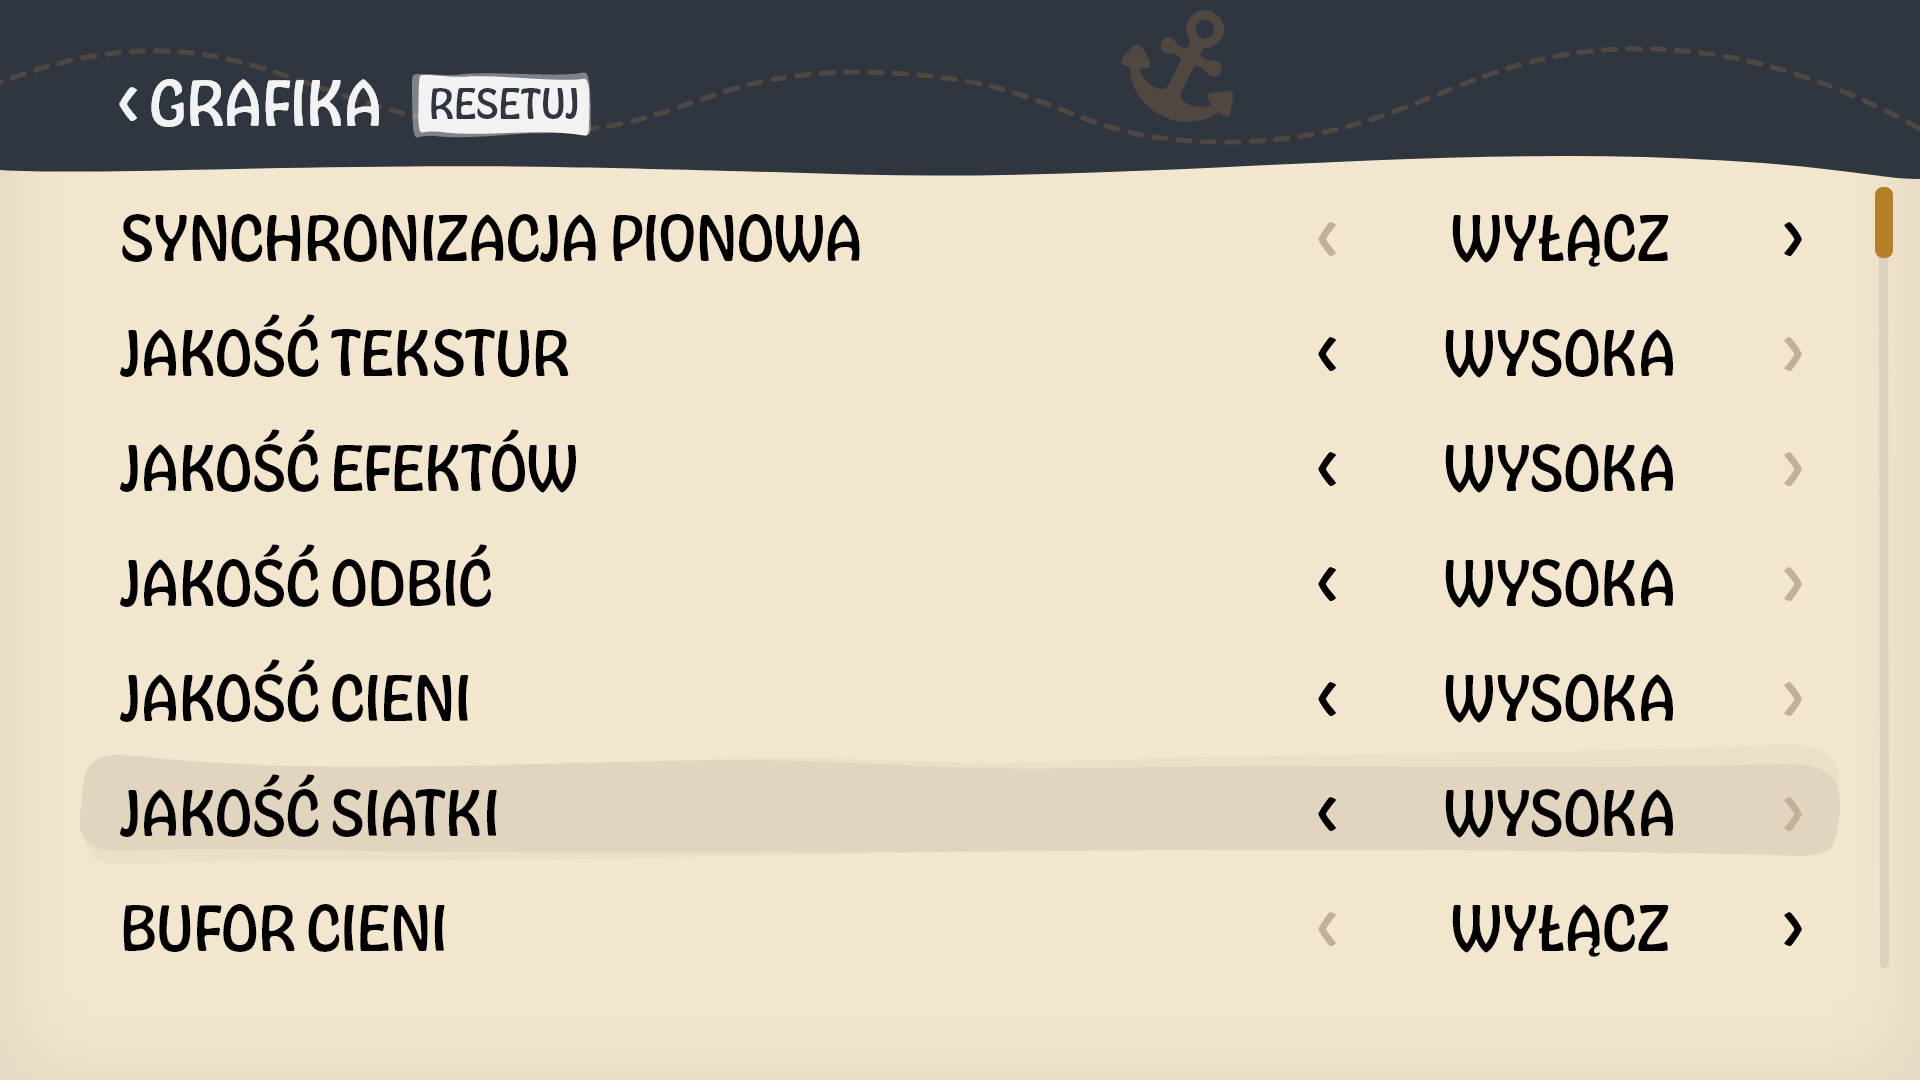 GRAFIKA RESETUJ
SYNCHRONIZACJA PIONOWA WYŁĄCZ
JAKOŚĆ TEKSTUR WYSOKA
JAKOŚĆ EFEKTÓW WYSOKA
JAKOŚĆ ODBIĆ WYSOKA
JAKOŚĆ CIENI WYSOKA
JAKOŚĆ SIATKI WYSOKA
BUFOR CIENI WYŁĄCZ